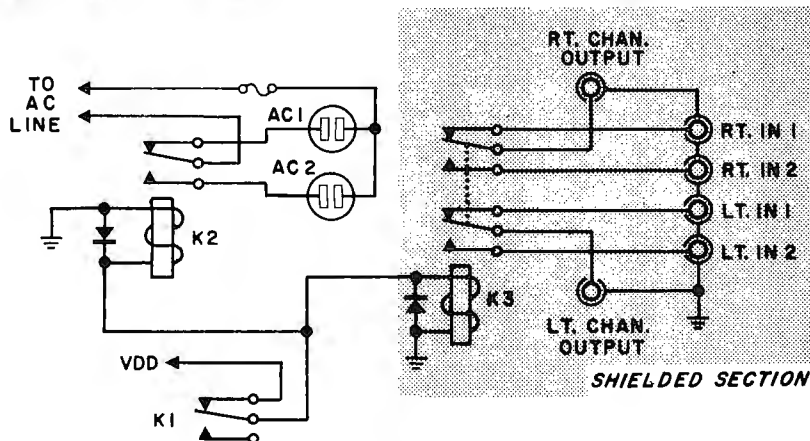 RT. CHAN.
OUTPUT
TO
AC
LINE
AC1
AC2
RT. IN 1
RT. IN 2
LT. IN 1
LT. IN 2
K2
K3
LT. CHAN.
OUTPUT
VDD
K1
SHIELDED SECTION